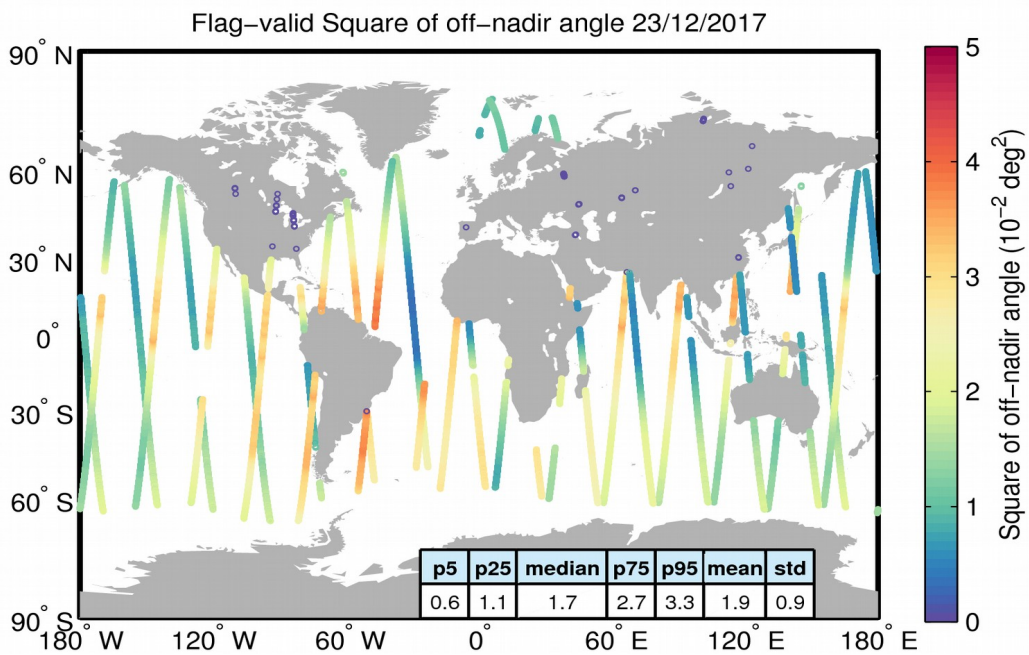 Flag−valid Square of off−nadir angle 23/12/2017
90° N
60° N
30° N
0°
30° S
60° S
90° S
180° W
120° W
60° W
0°
60° E
120° E
180° E
p5 p25 median p75 p95 mean std
0.6 1.1 1.7 2.7 3.3 1.9 0.9
5
4
3
2
1
0
Square of off−nadir angle (10⁻² deg²)